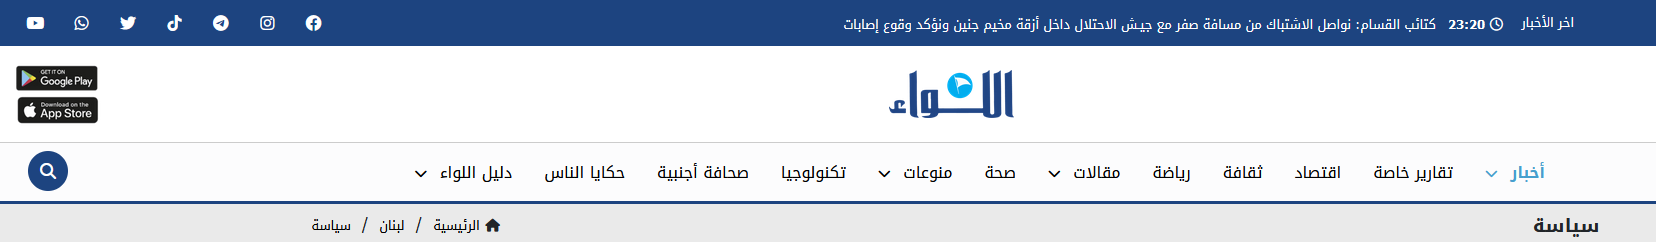 اخر الأخبار 23:20 كتائب القسام: نواصل الاشتباك من مسافة صفر مع جيش الاحتلال داخل أزقة مخيم جنين ونؤكد وقوع إصابات
اللواء
GET IT ON
Google Play
Download on the
App Store
أخبار تقارير خاصة اقتصاد ثقافة رياضة مقالات صحة منوعات تكنولوجيا صحافة أجنبية حكايا الناس دليل اللواء
سياسة
الرئيسية / لبنان / سياسة